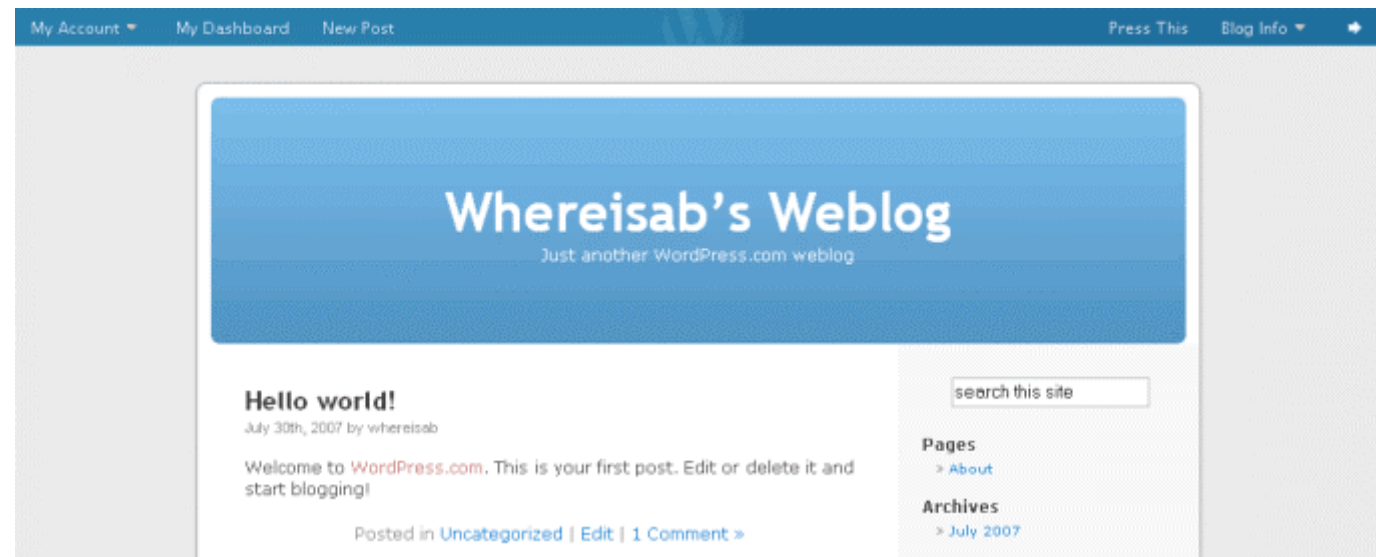 My Account My Dashboard New Post Press This Blog Info
Whereisab's Weblog
Just another WordPress.com weblog
Hello world!
July 30th, 2007 by whereisab
Welcome to WordPress.com. This is your first post. Edit or delete it and
start blogging!
Posted in Uncategorized | Edit | 1 Comment »
search this site
Pages
» About
Archives
» July 2007